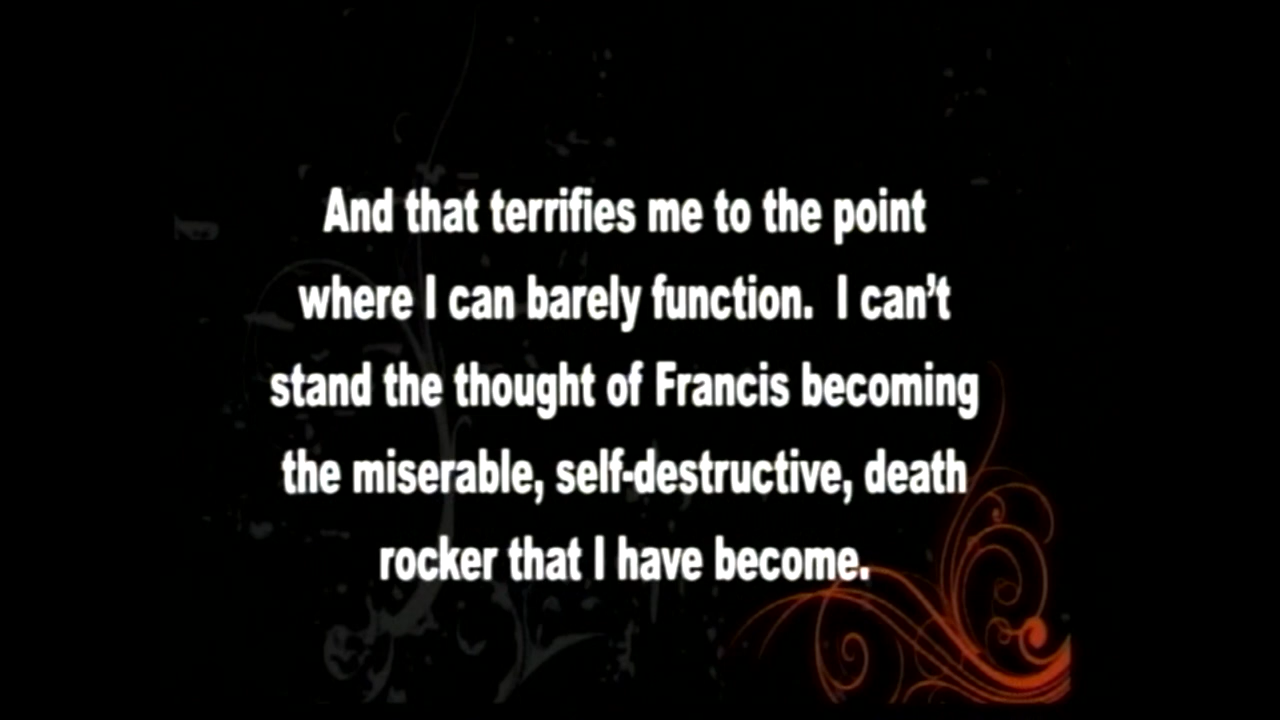 And that terrifies me to the point
where I can barely function.  I can’t
stand the thought of Francis becoming
the miserable, self-destructive, death
rocker that I have become.